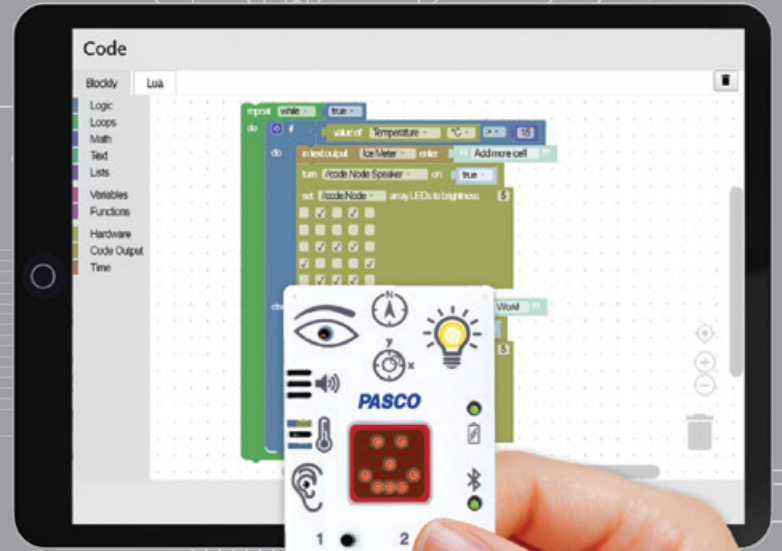 Code
Blockly Lua
Logic
Loops
Math
Text
Lists
Variables
Functions
Hardware
Code Output
Time
repeat while true
do if value of Temperature °C > 15
do in text output Ice Meter enter Add more ice!!
turn //code.Node Speaker on: true
set //code.Node array LEDs to brightness 5
World
5
N
y
x
PASCO
1 2